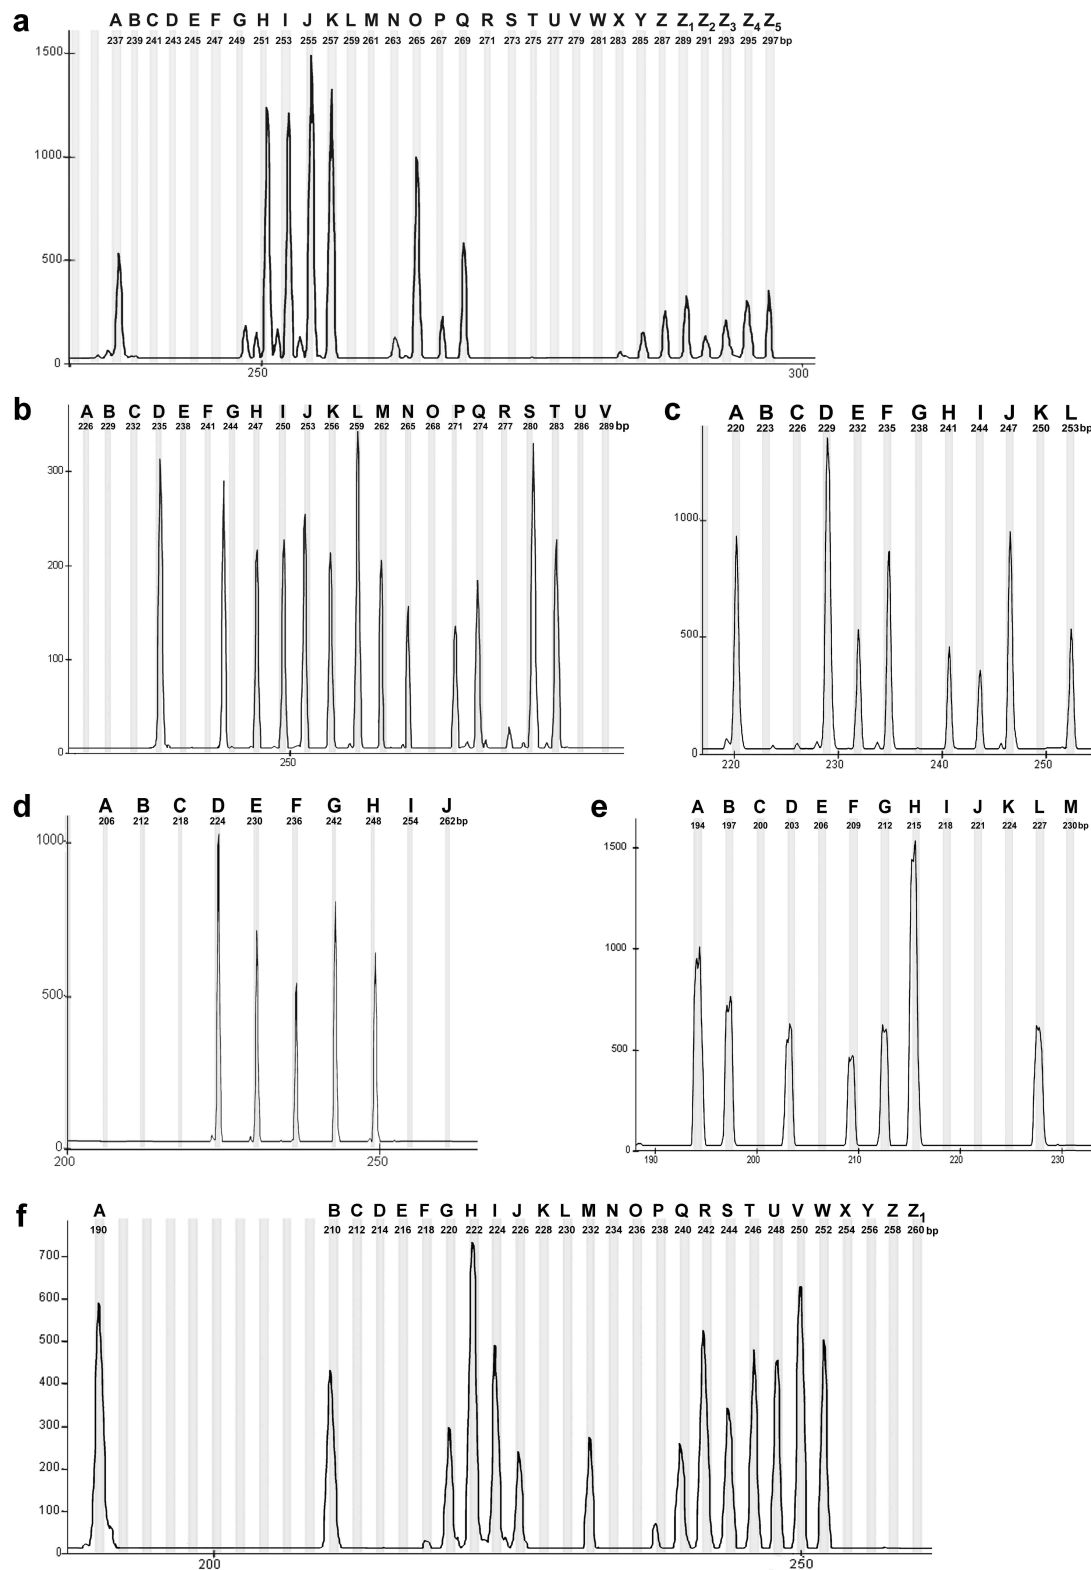 a
A B C D E F G H I J K L M N O P Q R S T U V W X Y Z Z1 Z2 Z3 Z4 Z5
237 239 241 243 245 247 249 251 253 255 257 259 261 263 265 267 269 271 273 275 277 279 281 283 285 287 289 291 293 295 297 bp
1500
1000
500
0
250 300
b
A B C D E F G H I J K L M N O P Q R S T U V
226 229 232 235 238 241 244 247 250 253 256 259 262 265 268 271 274 277 280 283 286 289 bp
300
200
100
0
250
c
A B C D E F G H I J K L
220 223 226 229 232 235 238 241 244 247 250 253 bp
1000
500
0
220 230 240 250
d
A B C D E F G H I J
206 212 218 224 230 236 242 248 254 262 bp
1000
500
0
200 250
e
A B C D E F G H I J K L M
194 197 200 203 206 209 212 215 218 221 224 227 230 bp
1500
1000
500
0
190 200 210 220 230
f
A B C D E F G H I J K L M N O P Q R S T U V W X Y Z Z1
190 210 212 214 216 218 220 222 224 226 228 230 232 234 236 238 240 242 244 246 248 250 252 254 256 258 260 bp
700
600
500
400
300
200
100
0
200 250